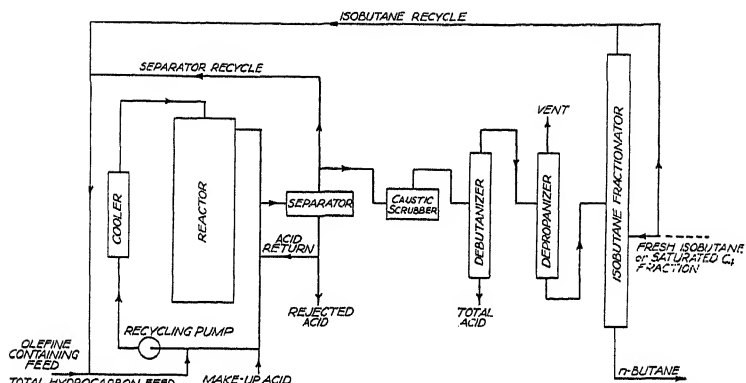 ISOBUTANE RECYCLE
SEPARATOR RECYCLE
VENT
COOLER
REACTOR
SEPARATOR
CAUSTIC
SCRUBBER
DEBUTANIZER
DEPROPANIZER
ISOBUTANE FRACTIONATOR
ACID
RETURN
FRESH ISOBUTANE
or SATURATED C4
FRACTION
REJECTED
ACID
TOTAL
ACID
RECYCLING PUMP
OLEFINE
CONTAINING
FEED
TOTAL HYDROCARBON FEED
MAKE-UP ACID
n-BUTANE